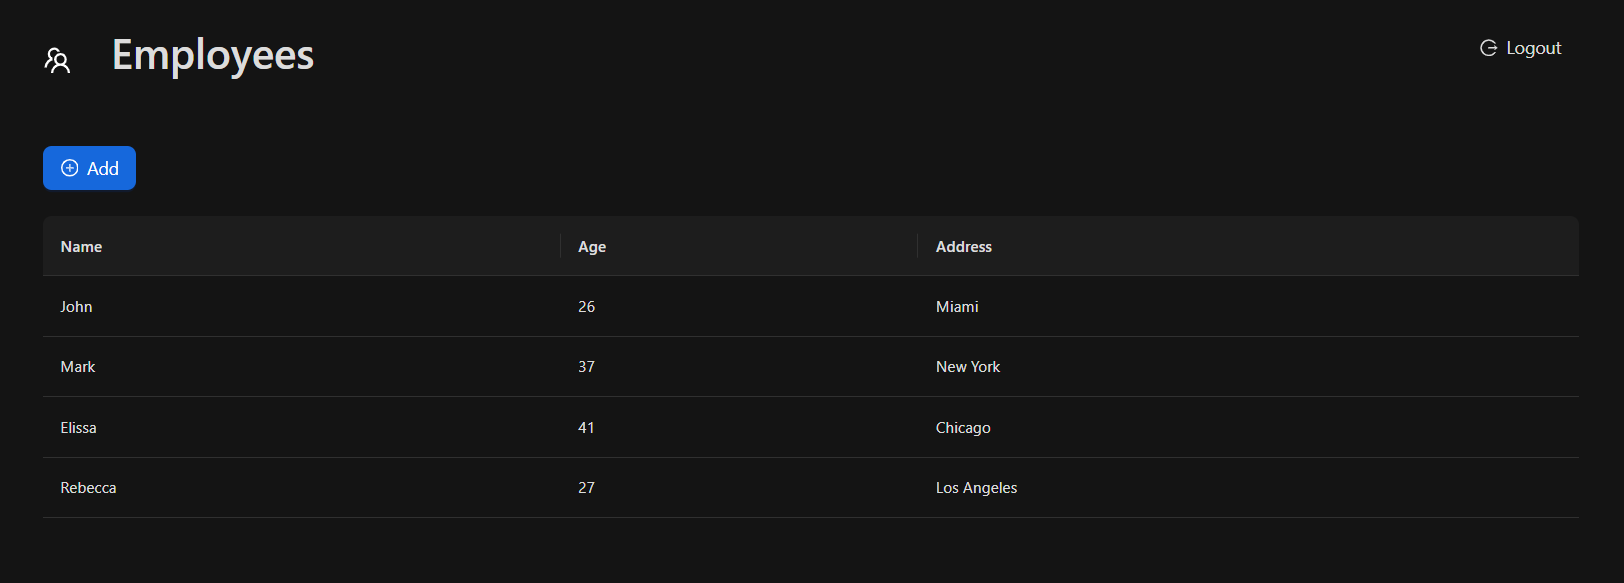 Employees
Logout
Add
Name Age Address
John 26 Miami
Mark 37 New York
Elissa 41 Chicago
Rebecca 27 Los Angeles